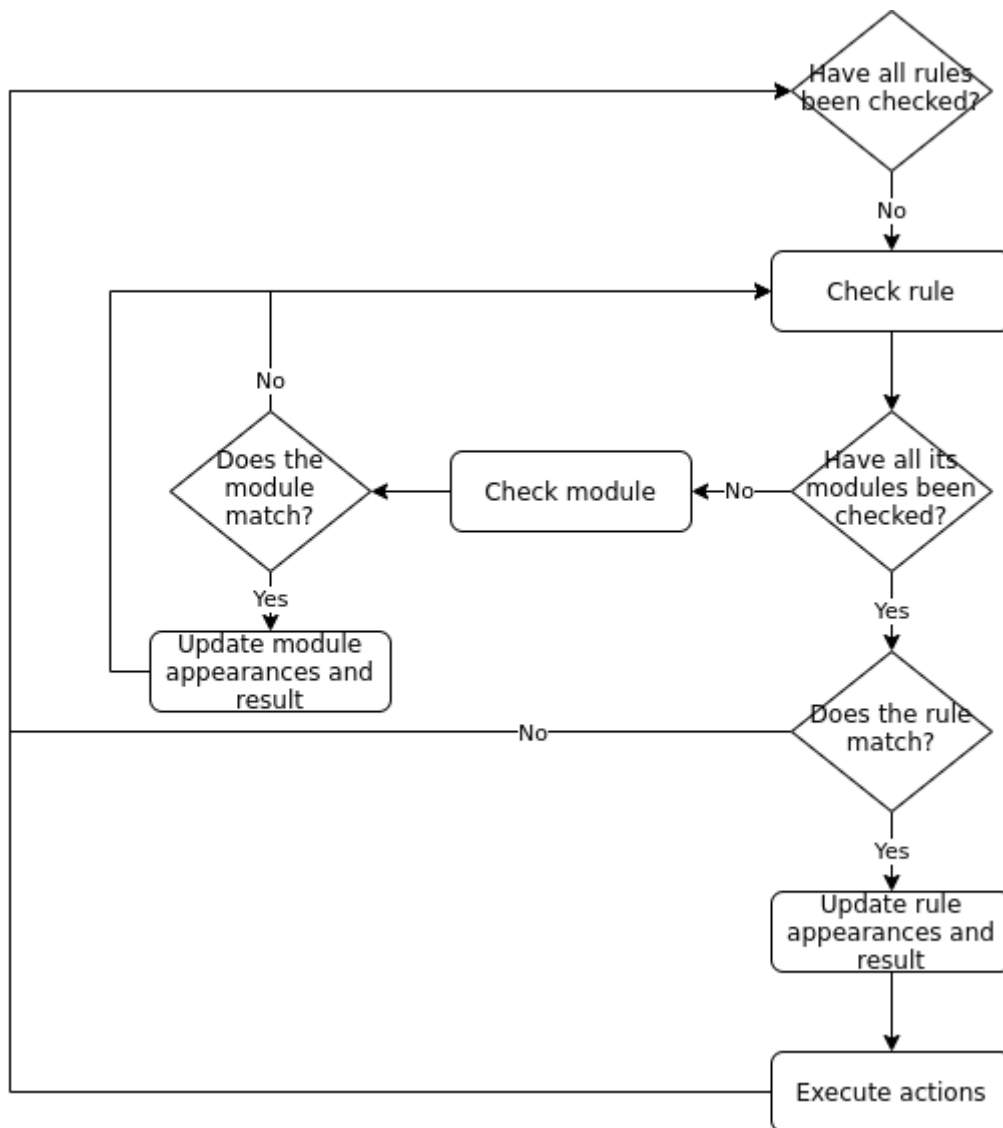 Have all rules
been checked?
No
Check rule
No
Does the
module
match?
Check module
No
Have all its
modules been
checked?
Yes
Yes
Update module
appearances and
result
Does the rule
match?
No
Yes
Update rule
appearances and
result
Execute actions